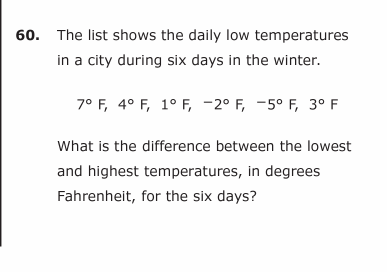 60. The list shows the daily low temperatures
in a city during six days in the winter.
7° F, 4° F, 1° F, ⁻2° F, ⁻5° F, 3° F
What is the difference between the lowest
and highest temperatures, in degrees
Fahrenheit, for the six days?